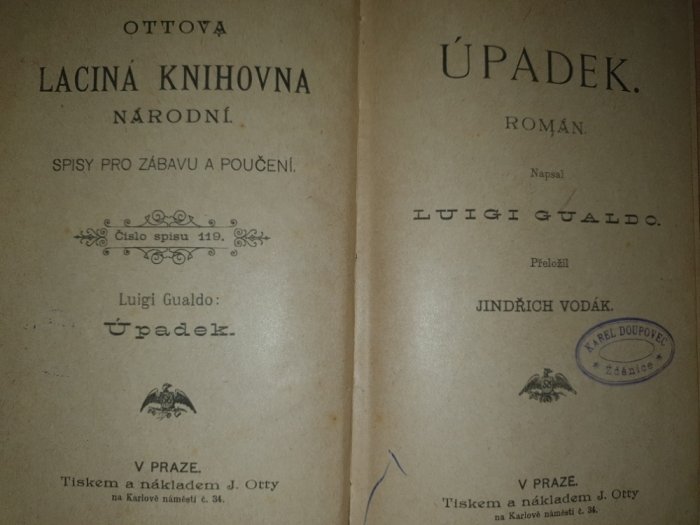 OTTOVA
LACINÁ KNIHOVNA
NÁRODNÍ.
SPISY PRO ZÁBAVU A POUČENÍ.
Číslo spisu 119.
Luigi Gualdo:
Úpadek.
V PRAZE.
Tiskem a nákladem J. Otty
na Karlově náměstí č. 34.
ÚPADEK.
ROMÁN.
Napsal
LUIGI GUALDO.
Přeložil
JINDŘICH VODÁK.
KAREL DOUPOVEC
Ždánice
V PRAZE.
Tiskem a nákladem J. Otty
na Karlově náměstí č. 34.